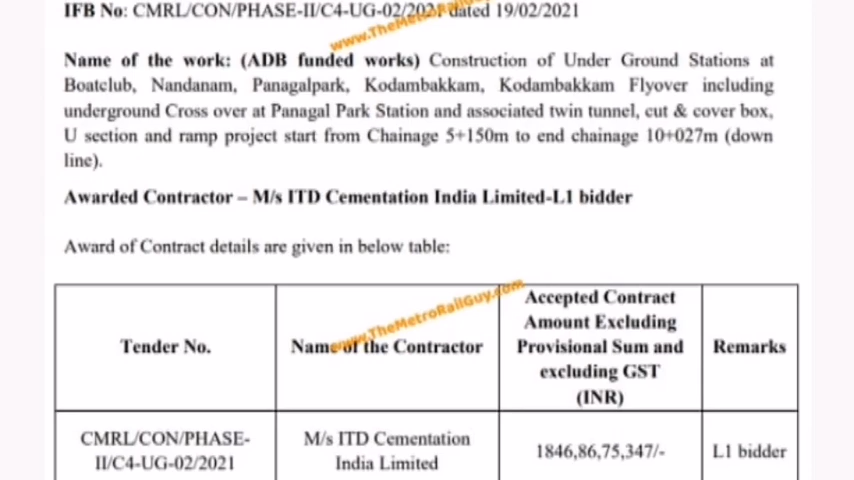 IFB No: CMRL/CON/PHASE-II/C4-UG-02/2021 dated 19/02/2021
www.TheMetroRailGuy
Name of the work: (ADB funded works) Construction of Under Ground Stations at
Boatclub, Nandanam, Panagalpark, Kodambakkam, Kodambakkam Flyover including
underground Cross over at Panagal Park Station and associated twin tunnel, cut & cover box,
U section and ramp project start from Chainage 5+150m to end chainage 10+027m (down
line).
Awarded Contractor – M/s ITD Cementation India Limited-L1 bidder
Award of Contract details are given in below table:
www.TheMetroRailGuy.com
Tender No.
Name of the Contractor
Accepted Contract
Amount Excluding
Provisional Sum and
excluding GST
(INR)
Remarks
CMRL/CON/PHASE-
II/C4-UG-02/2021
M/s ITD Cementation
India Limited
1846,86,75,347/-
L1 bidder